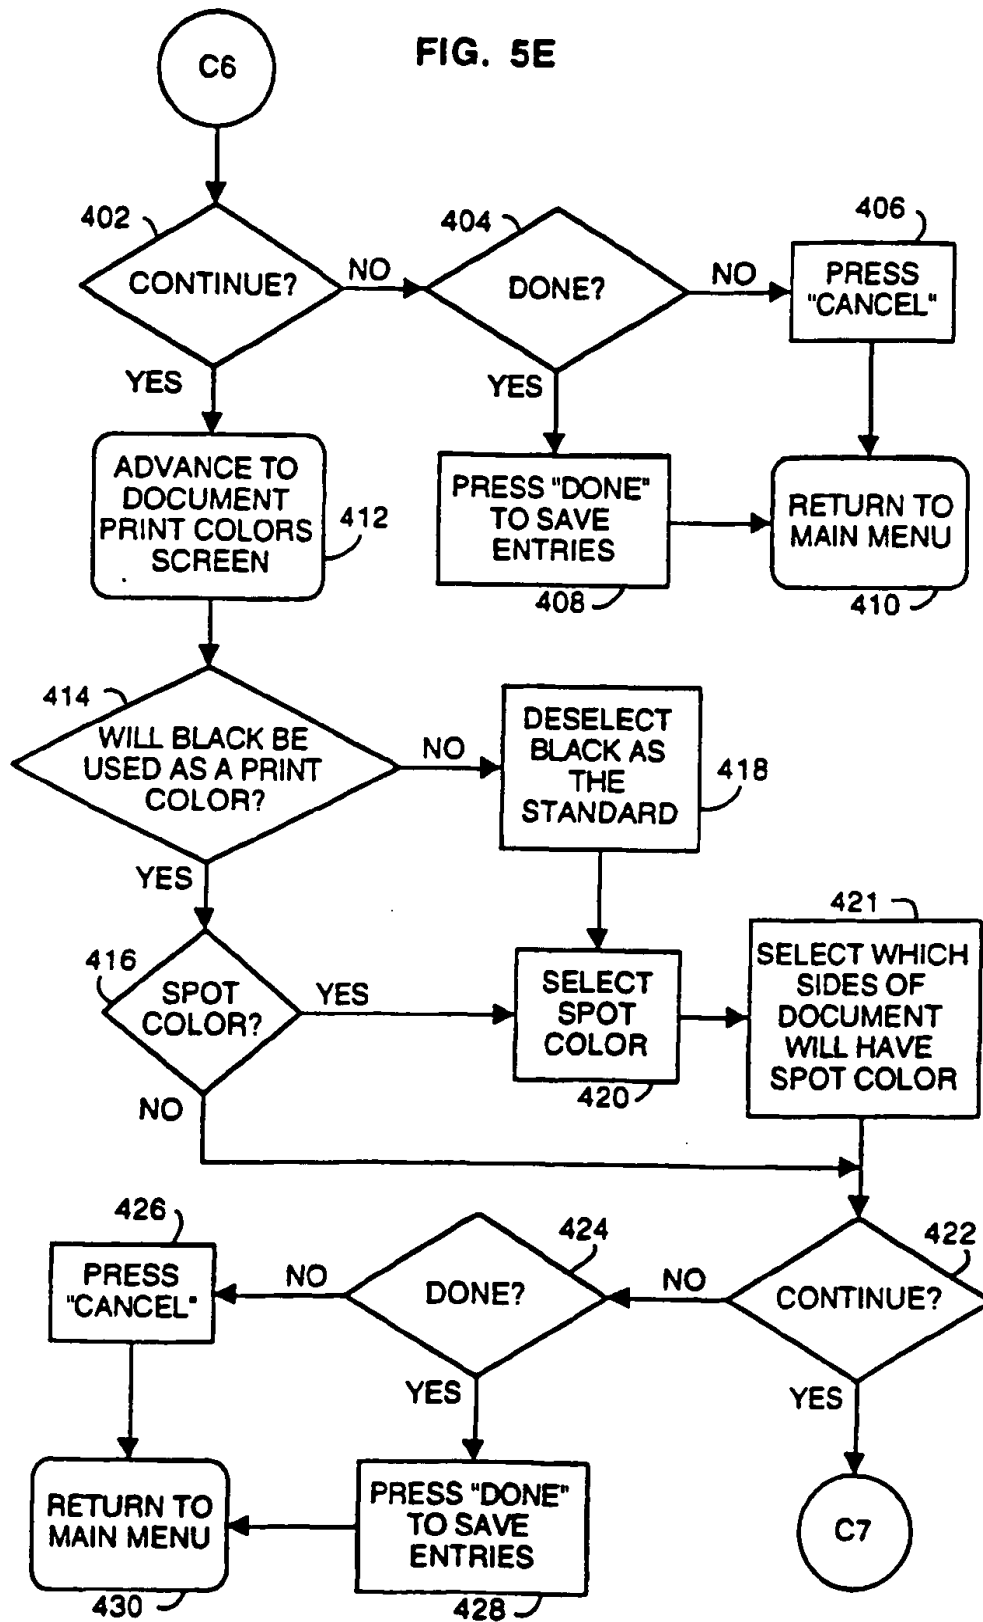 FIG. 5E
C6
402
CONTINUE?
NO
404
DONE?
NO
406
PRESS
"CANCEL"
YES
YES
ADVANCE TO
DOCUMENT
PRINT COLORS
SCREEN
412
PRESS "DONE"
TO SAVE
ENTRIES
408
RETURN TO
MAIN MENU
410
414
WILL BLACK BE
USED AS A PRINT
COLOR?
NO
DESELECT
BLACK AS
THE
STANDARD
418
YES
416
SPOT
COLOR?
YES
SELECT
SPOT
COLOR
420
421
SELECT WHICH
SIDES OF
DOCUMENT
WILL HAVE
SPOT COLOR
NO
426
PRESS
"CANCEL"
NO
424
DONE?
NO
422
CONTINUE?
YES
YES
RETURN TO
MAIN MENU
430
PRESS "DONE"
TO SAVE
ENTRIES
428
C7